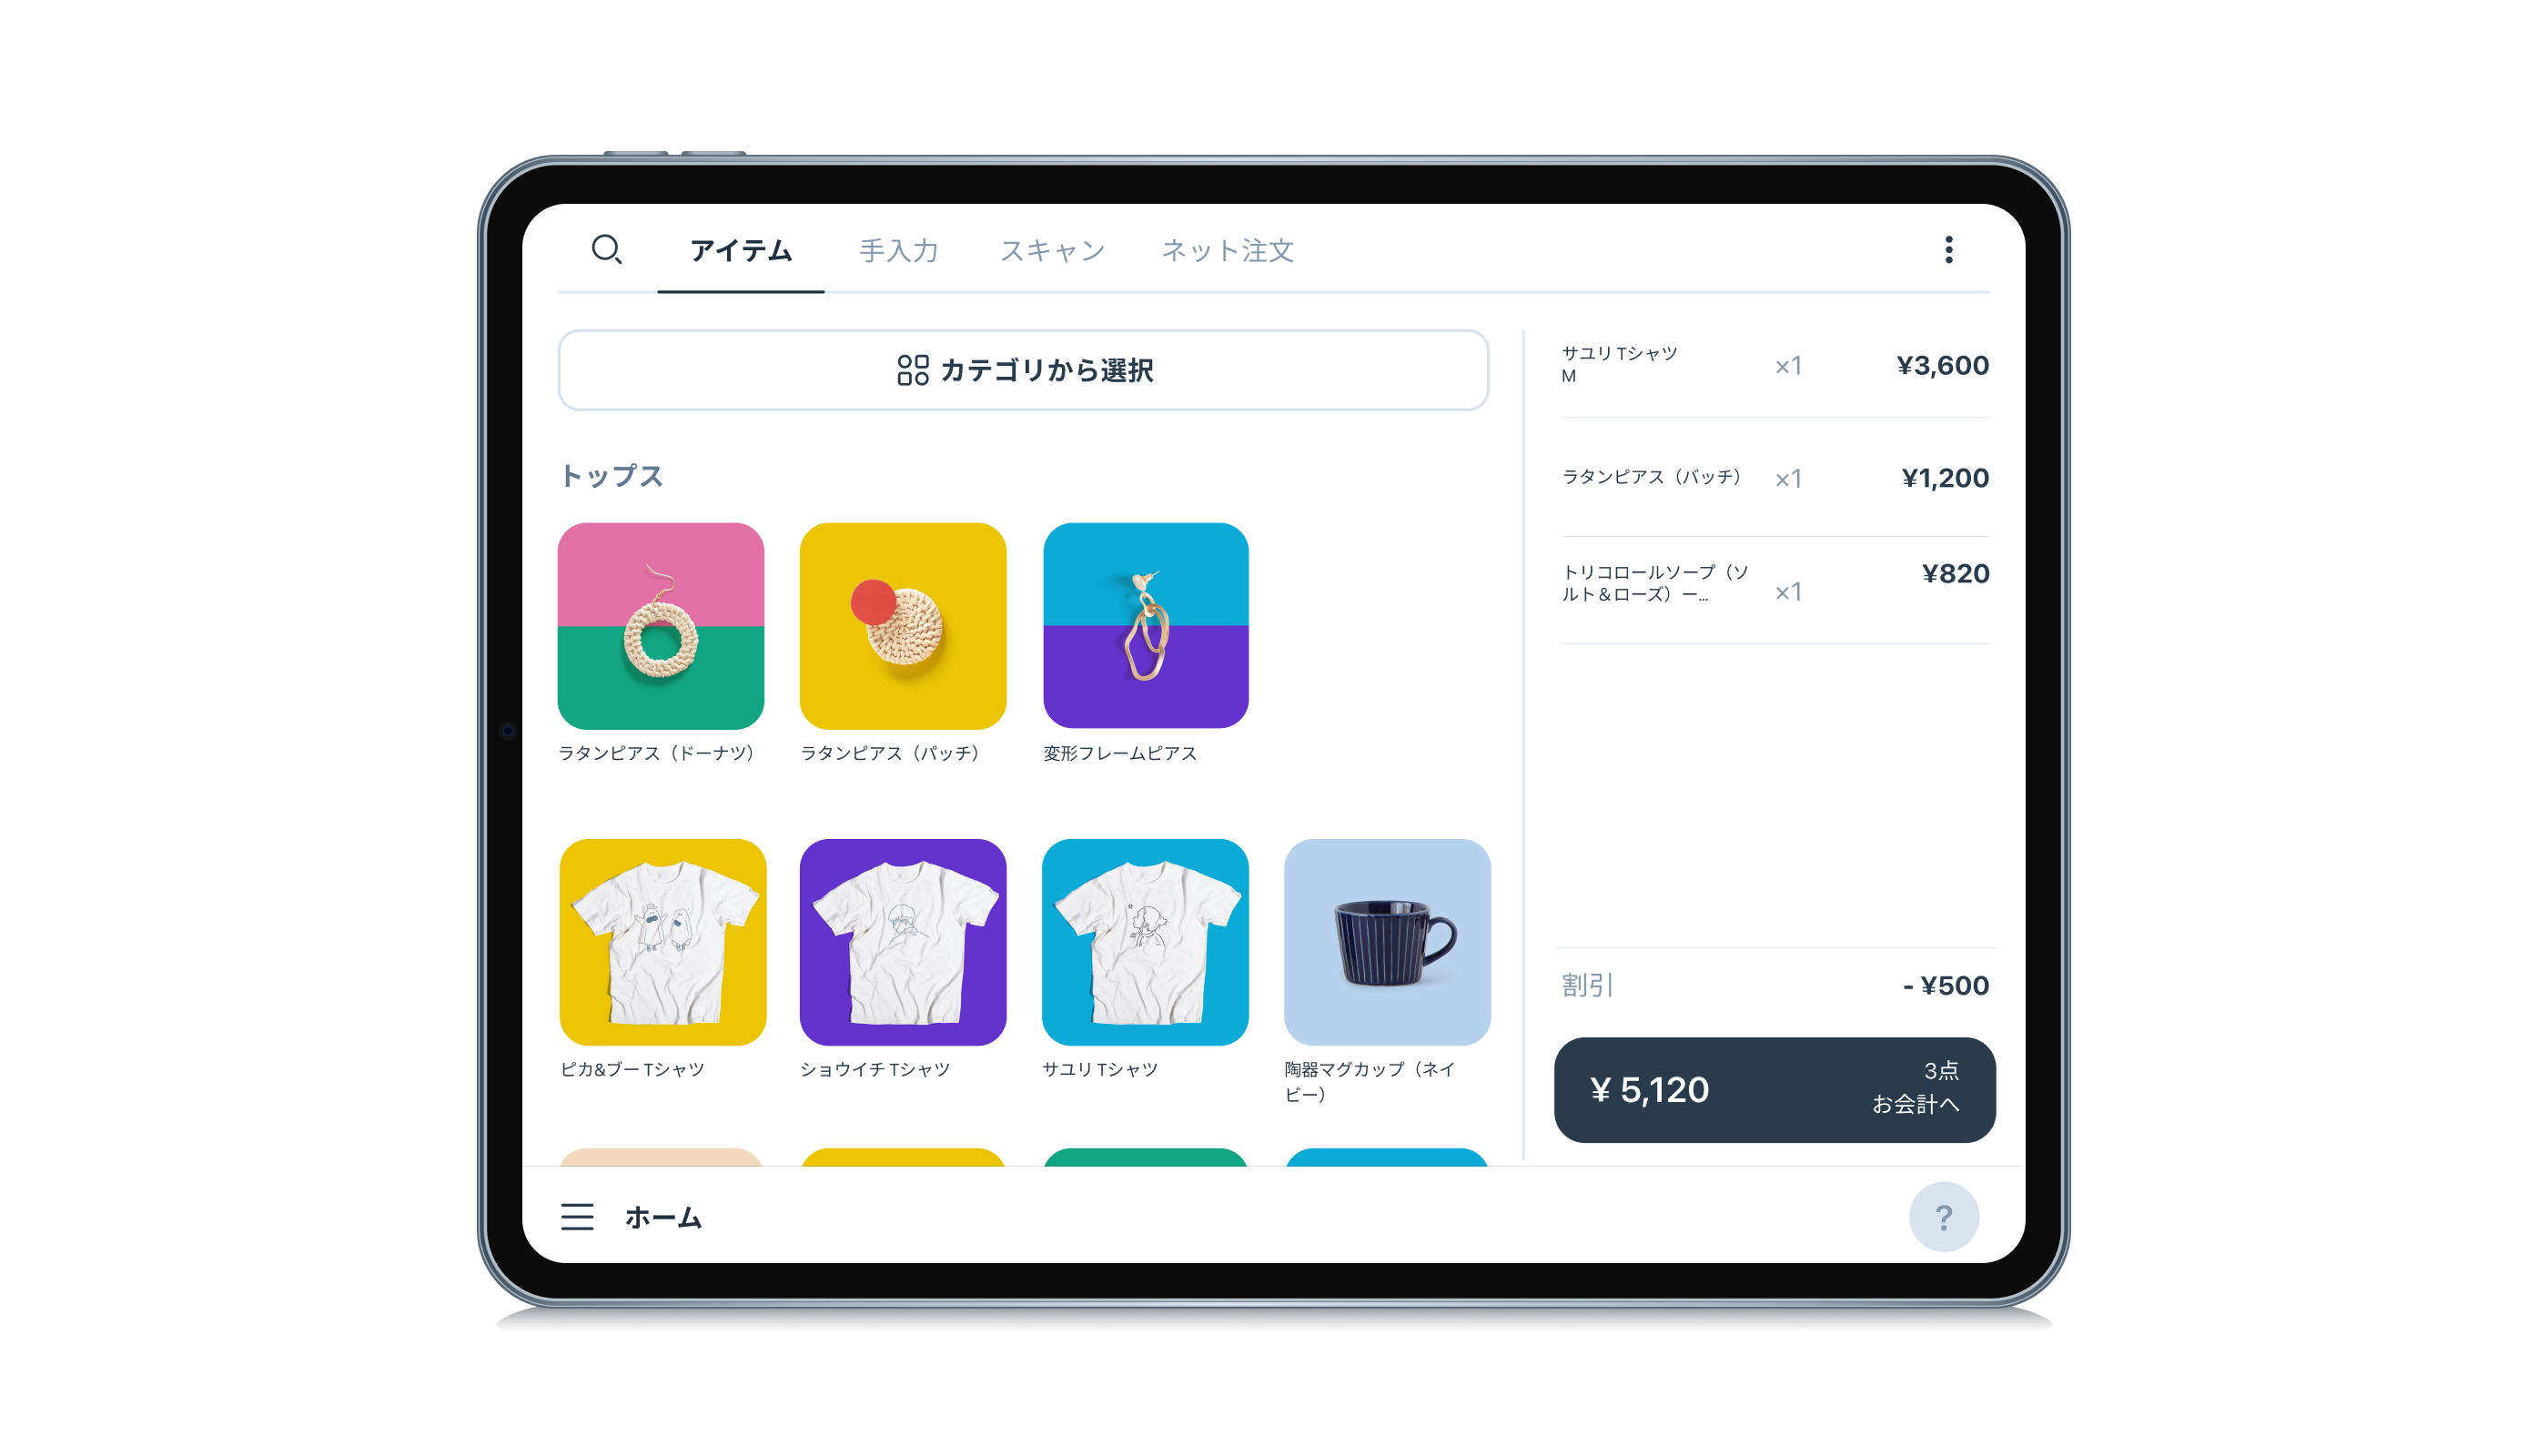 アイテム 手入力 スキャン ネット注文
カテゴリから選択
トップス
ラタンピアス（ドーナツ） ラタンピアス（パッチ） 変形フレームピアス
ピカ&ブー Tシャツ ショウイチ Tシャツ サユリ Tシャツ 陶器マグカップ（ネイ
ビー）
サユリ Tシャツ
M
×1 ¥3,600
ラタンピアス（バッチ） ×1 ¥1,200
トリコロールソープ（ソ
ルト＆ローズ）ー...
×1 ¥820
割引 - ¥500
¥ 5,120
3点
お会計へ
ホーム
?